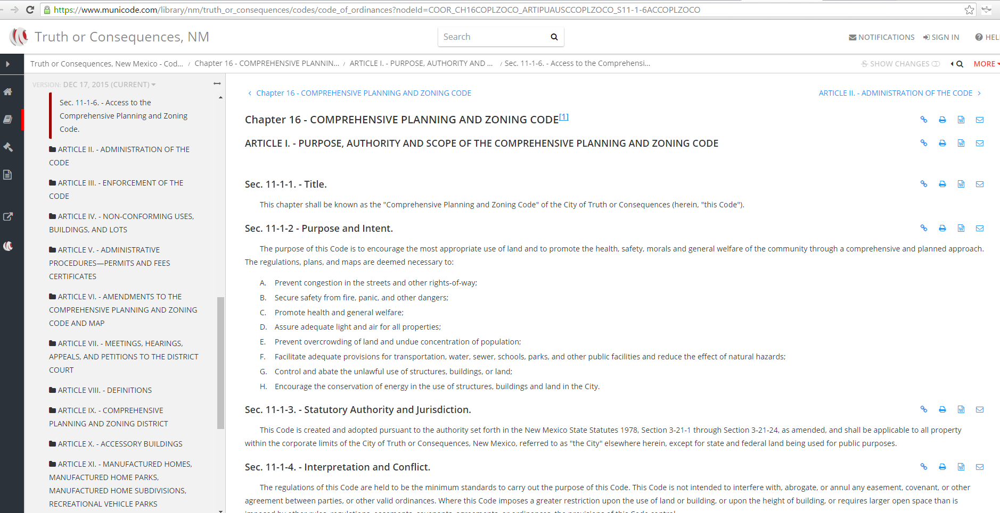 https://www.municode.com/library/nm/truth_or_consequences/codes/code_of_ordinances?nodeId=COOR_CH16COPLZOCO_ARTIPUAUSCCOPLZOCO_S11-1-6ACCOPLZOCO
Truth or Consequences, NM
Search
NOTIFICATIONS
SIGN IN
HEL
Truth or Consequences, New Mexico - Cod... / Chapter 16 - COMPREHENSIVE PLANNIN... / ARTICLE I. - PURPOSE, AUTHORITY AND ... / Sec. 11-1-6. - Access to the Comprehensi...
S SHOW CHANGES
MORE
VERSION: DEC 17, 2015 (CURRENT)
Sec. 11-1-6. - Access to the
Comprehensive Planning and Zoning
Code.
ARTICLE II. - ADMINISTRATION OF THE
CODE
ARTICLE III. - ENFORCEMENT OF THE
CODE
ARTICLE IV. - NON-CONFORMING USES,
BUILDINGS, AND LOTS
ARTICLE V. - ADMINISTRATIVE
PROCEDURES—PERMITS AND FEES
CERTIFICATES
ARTICLE VI. - AMENDMENTS TO THE
COMPREHENSIVE PLANNING AND ZONING
CODE AND MAP
ARTICLE VII. - MEETINGS, HEARINGS,
APPEALS, AND PETITIONS TO THE DISTRICT
COURT
ARTICLE VIII. - DEFINITIONS
ARTICLE IX. - COMPREHENSIVE
PLANNING AND ZONING DISTRICT
ARTICLE X. - ACCESSORY BUILDINGS
ARTICLE XI. - MANUFACTURED HOMES,
MANUFACTURED HOME PARKS,
MANUFACTURED HOME SUBDIVISIONS,
RECREATIONAL VEHICLE PARKS
‹ Chapter 16 - COMPREHENSIVE PLANNING AND ZONING CODE
ARTICLE II. - ADMINISTRATION OF THE CODE ›
Chapter 16 - COMPREHENSIVE PLANNING AND ZONING CODE[1]
ARTICLE I. - PURPOSE, AUTHORITY AND SCOPE OF THE COMPREHENSIVE PLANNING AND ZONING CODE
Sec. 11-1-1. - Title.
This chapter shall be known as the "Comprehensive Planning and Zoning Code" of the City of Truth or Consequences (herein, "this Code").
Sec. 11-1-2 - Purpose and Intent.
The purpose of this Code is to encourage the most appropriate use of land and to promote the health, safety, morals and general welfare of the community through a comprehensive and planned approach.
The regulations, plans, and maps are deemed necessary to:
A. Prevent congestion in the streets and other rights-of-way;
B. Secure safety from fire, panic, and other dangers;
C. Promote health and general welfare;
D. Assure adequate light and air for all properties;
E. Prevent overcrowding of land and undue concentration of population;
F. Facilitate adequate provisions for transportation, water, sewer, schools, parks, and other public facilities and reduce the effect of natural hazards;
G. Control and abate the unlawful use of structures, buildings, or land;
H. Encourage the conservation of energy in the use of structures, buildings and land in the City.
Sec. 11-1-3. - Statutory Authority and Jurisdiction.
This Code is created and adopted pursuant to the authority set forth in the New Mexico State Statutes 1978, Section 3-21-1 through Section 3-21-24, as amended, and shall be applicable to all property
within the corporate limits of the City of Truth or Consequences, New Mexico, referred to as "the City" elsewhere herein, except for state and federal land being used for public purposes.
Sec. 11-1-4. - Interpretation and Conflict.
The regulations of this Code are held to be the minimum standards to carry out the purpose of this Code. This Code is not intended to interfere with, abrogate, or annul any easement, covenant, or other
agreement between parties, or other valid ordinances. Where this Code imposes a greater restriction upon the use of land or building, or upon the height of building, or requires larger open space than is